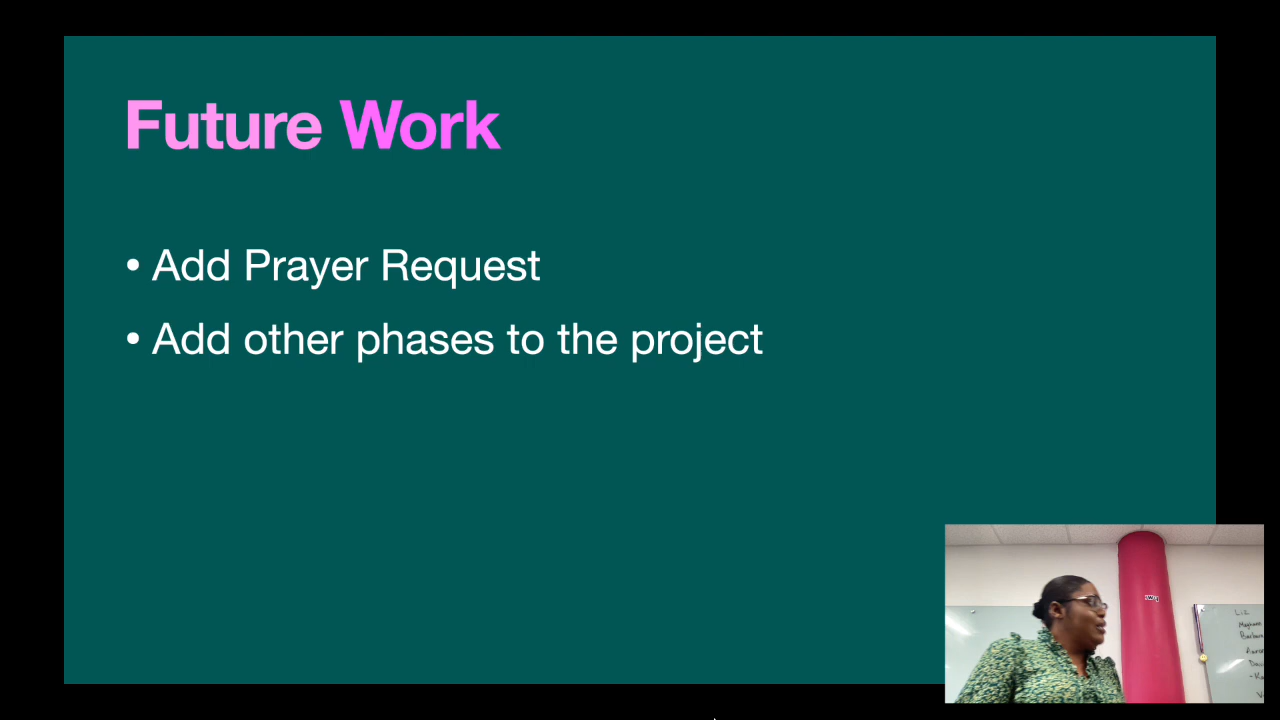 Future Work
• Add Prayer Request
• Add other phases to the project